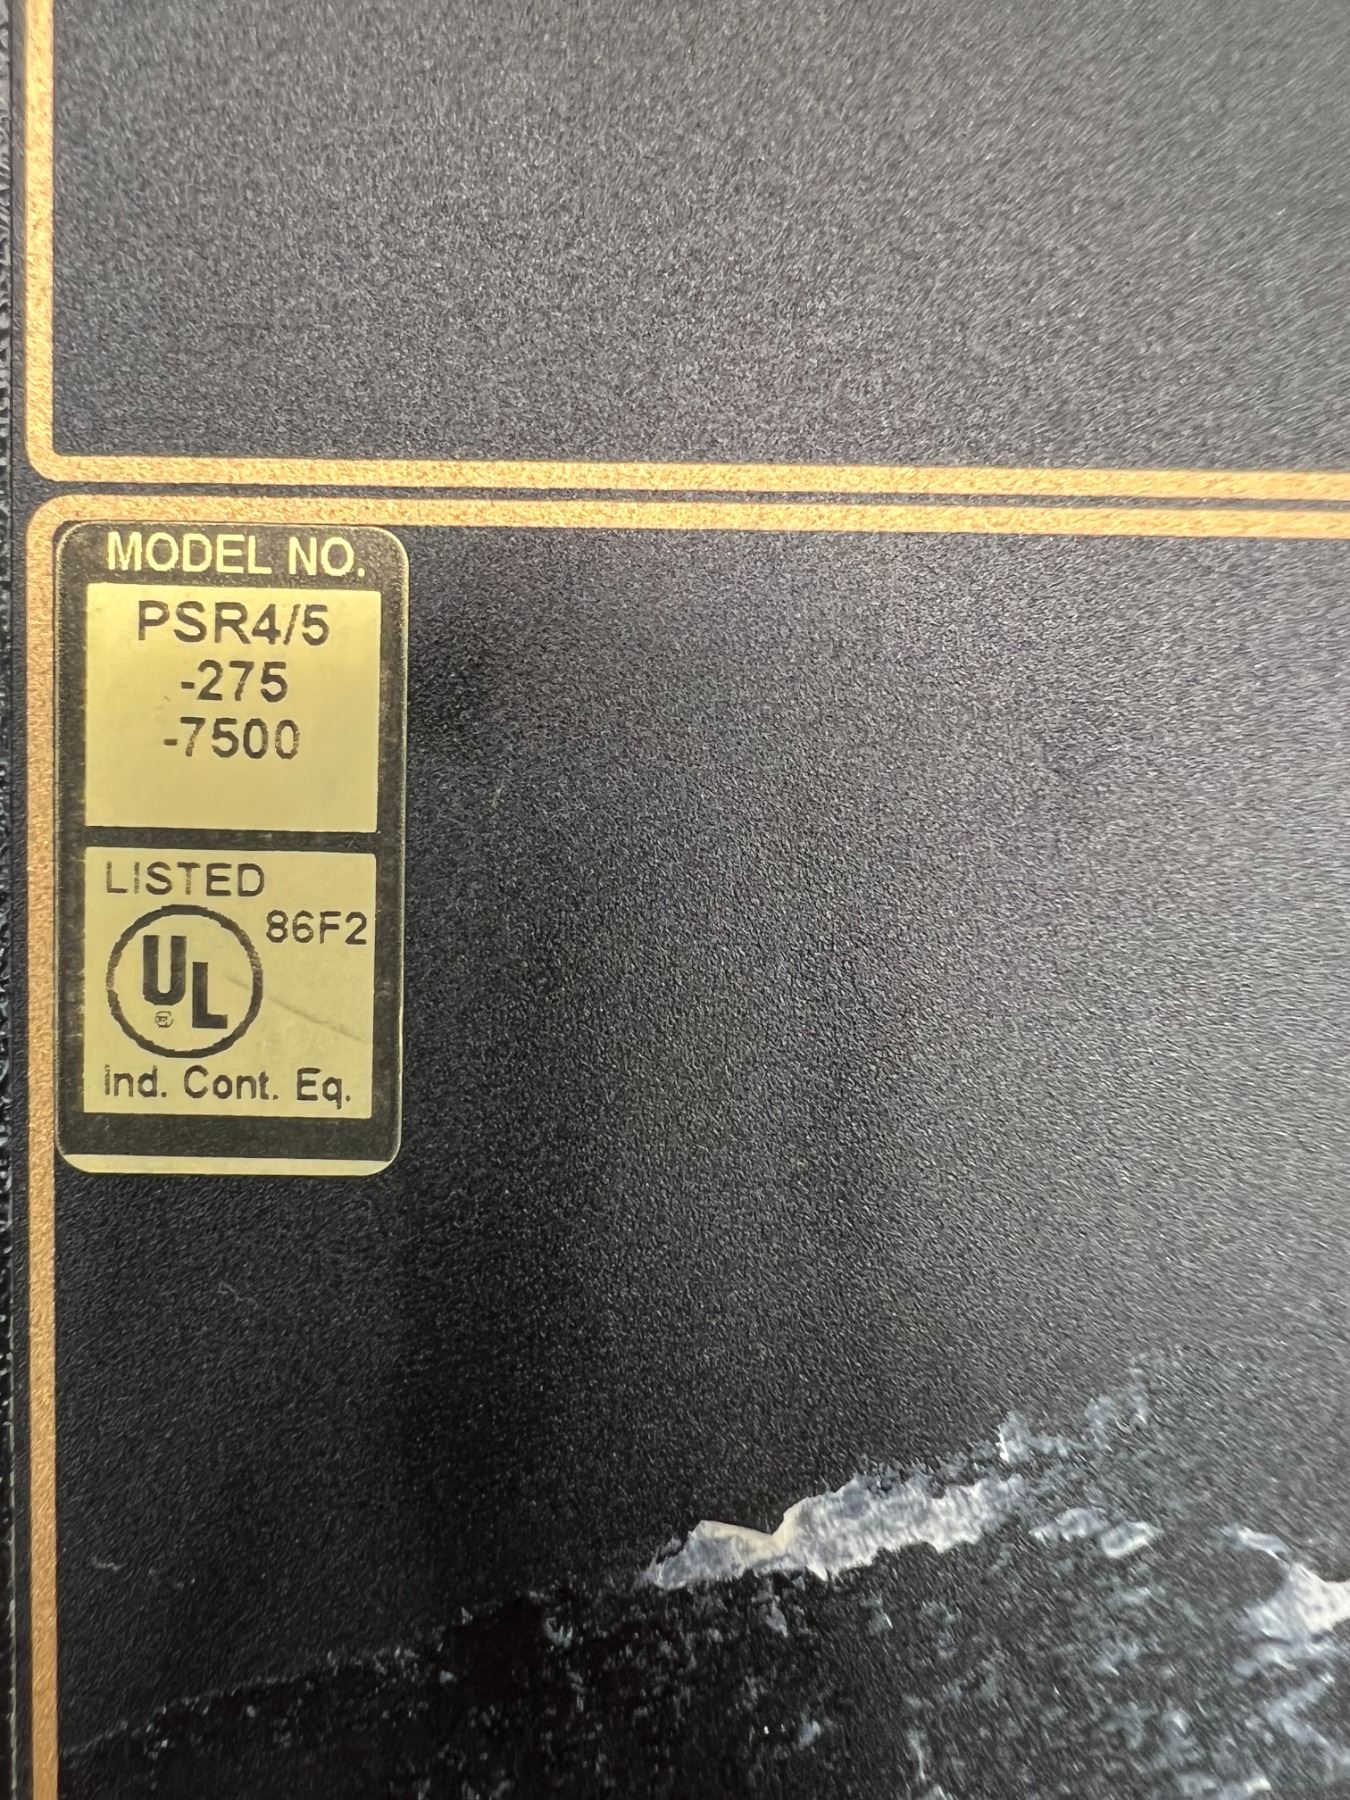 MODEL NO.
PSR4/5
-275
-7500
LISTED
86F2
UL
Ind. Cont. Eq.